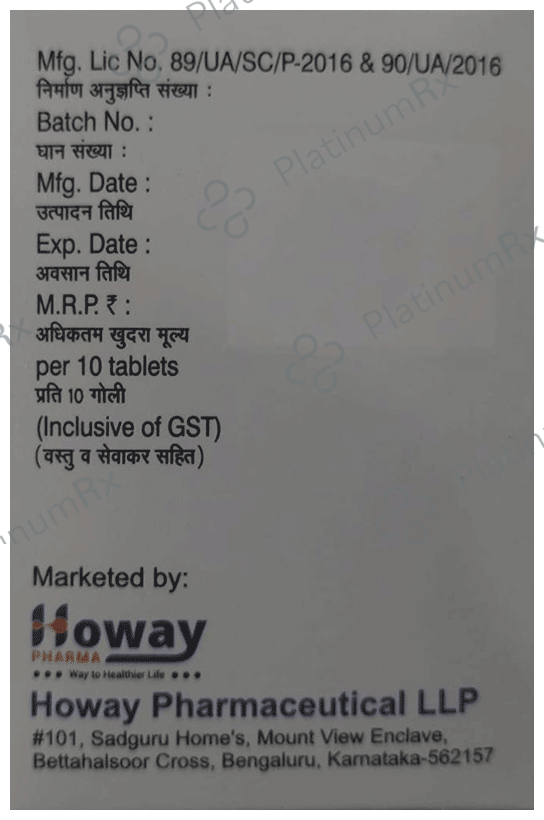 Mfg. Lic No. 89/UA/SC/P-2016 & 90/UA/2016
निर्माण अनुज्ञप्ति संख्या :
Batch No. :
घान संख्या :
Mfg. Date :
उत्पादन तिथि
Exp. Date :
अवसान तिथि
M.R.P. ₹ :
अधिकतम खुदरा मूल्य
per 10 tablets
प्रति 10 गोली
(Inclusive of GST)
(वस्तु व सेवाकर सहित)
Marketed by:
Howay
PHARMA
Way to Healthier Life
Howay Pharmaceutical LLP
#101, Sadguru Home's, Mount View Enclave,
Bettahalsoor Cross, Bengaluru, Karnataka-562157
PlatinumRx
PlatinumRx